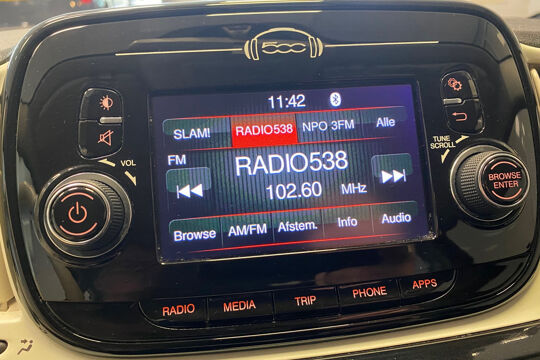 500
11:42
SLAM! RADIO538 NPO 3FM Alle
FM
RADIO538
102.60 MHz
Browse AM/FM Afstem. Info Audio
VOL
TUNE
SCROLL
BROWSE
ENTER
RADIO MEDIA TRIP PHONE APPS